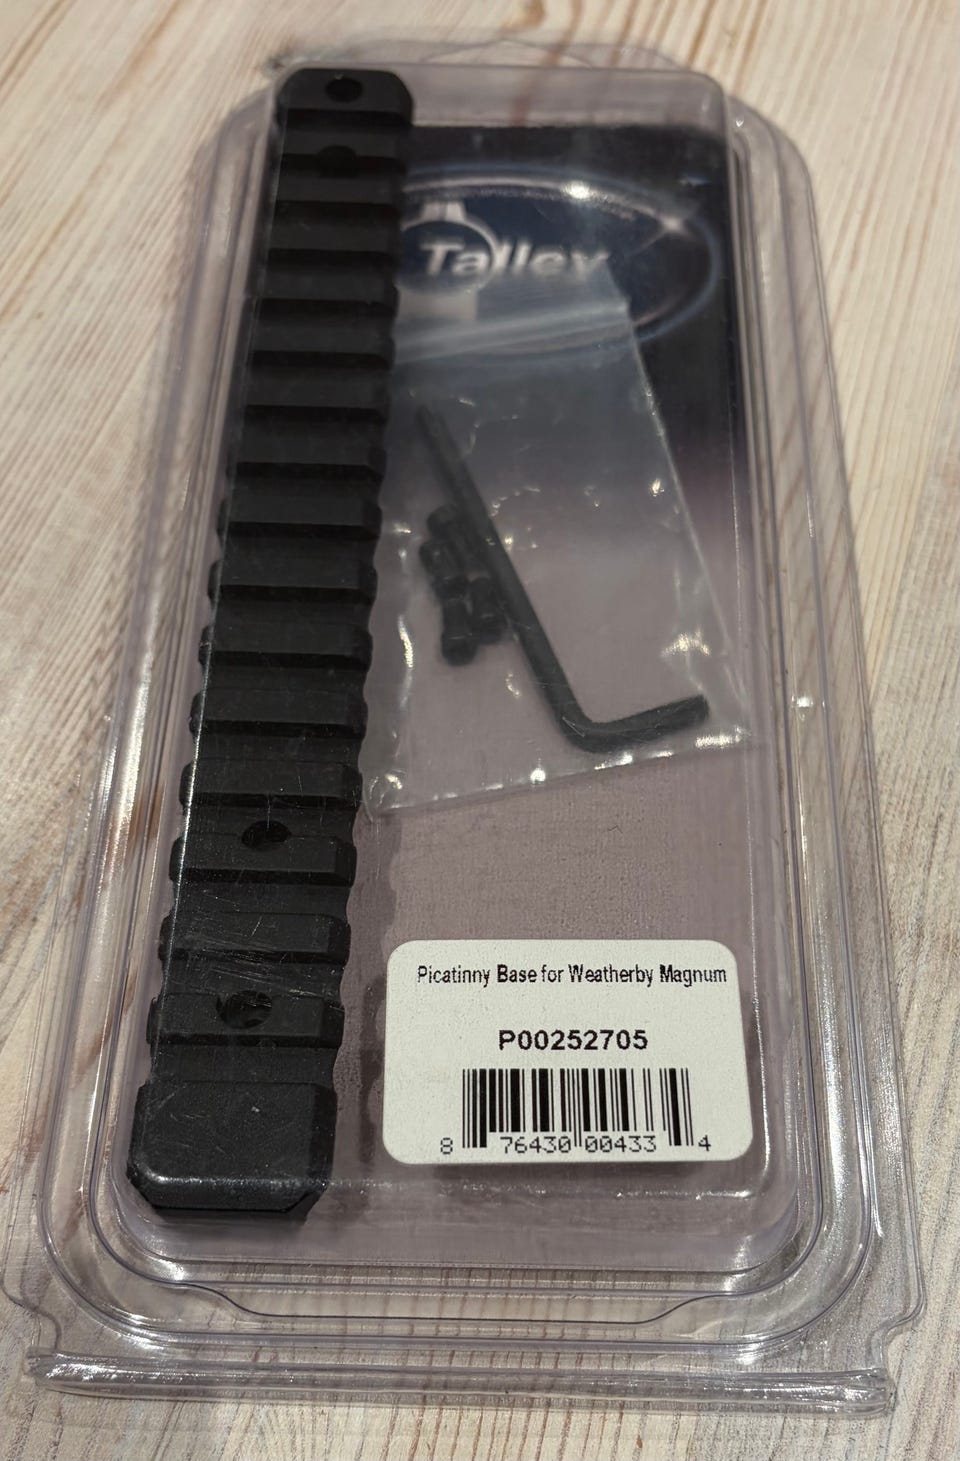 Talley
Picatinny Base for Weatherby Magnum
P00252705
8 76430 00433 4